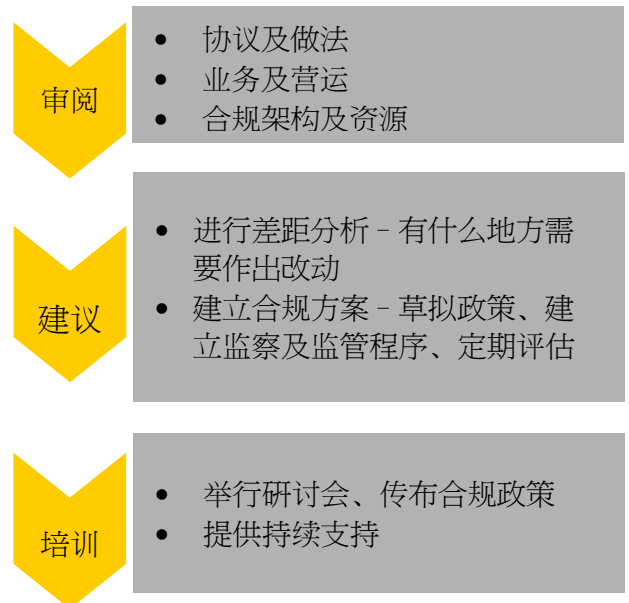 审阅
• 协议及做法
• 业务及营运
• 合规架构及资源
建议
• 进行差距分析 – 有什么地方需
要作出改动
• 建立合规方案 – 草拟政策、建
立监察及监管程序、定期评估
培训
• 举行研讨会、传布合规政策
• 提供持续支持